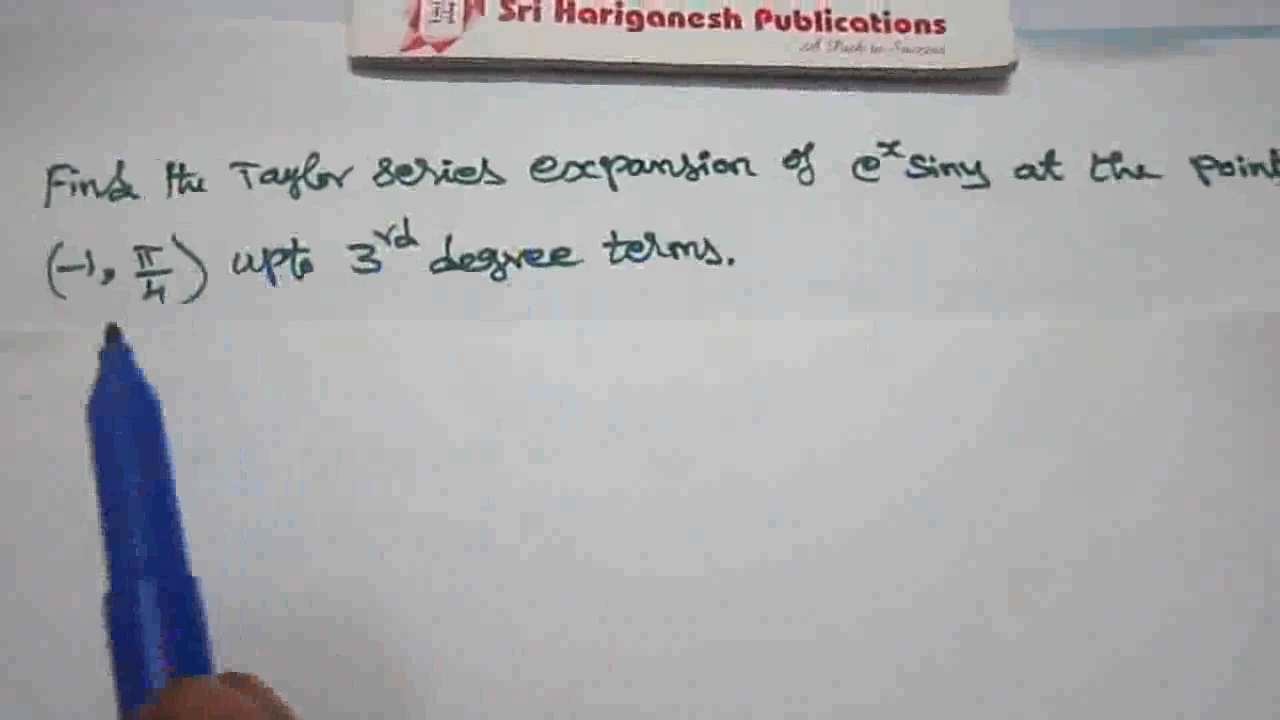 Sri Hariganesh Publications
Find the Taylor series expansion of e^x siny at the point
(-1, π/4) upto 3rd degree terms.